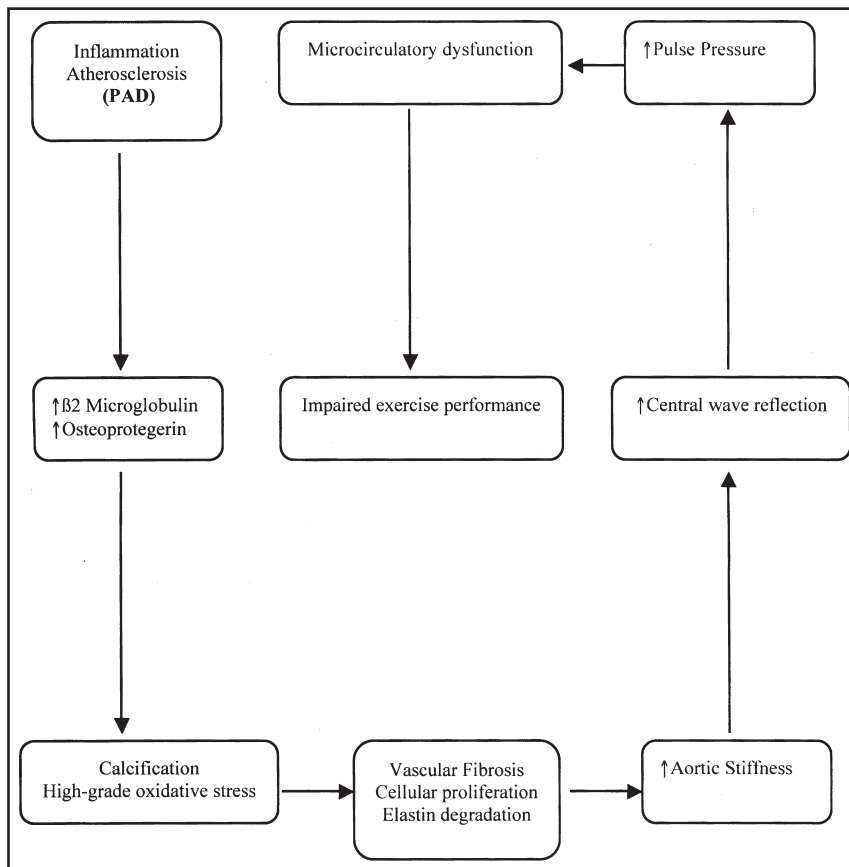 Inflammation
Atherosclerosis
(PAD)
Microcirculatory dysfunction
↑Pulse Pressure
↑ß2 Microglobulin
↑Osteoprotegerin
Impaired exercise performance
↑Central wave reflection
Calcification
High-grade oxidative stress
Vascular Fibrosis
Cellular proliferation
Elastin degradation
↑Aortic Stiffness